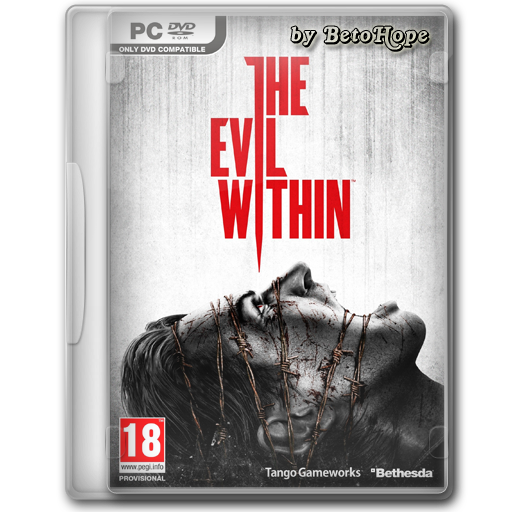 PC DVD ROM
by BetoHope
ONLY DVD COMPATIBLE
THE
EVIL
WITHIN
TM
18
www.pegi.info
PROVISIONAL
Tango Gameworks Bethesda